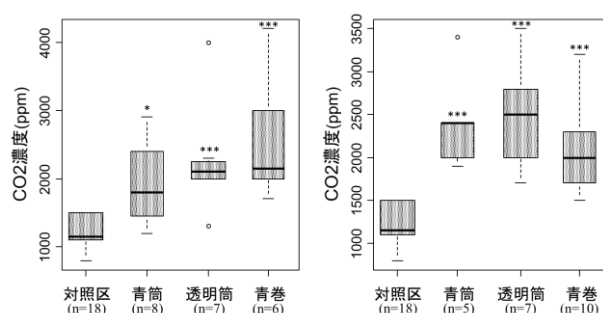 CO2濃度(ppm)
4000
3000
2000
1000
*
***
***
対照区 青筒 透明筒 青巻
(n=18) (n=8) (n=7) (n=6)
CO2濃度(ppm)
3500
3000
2500
2000
1500
1000
***
***
***
対照区 青筒 透明筒 青巻
(n=18) (n=5) (n=7) (n=10)